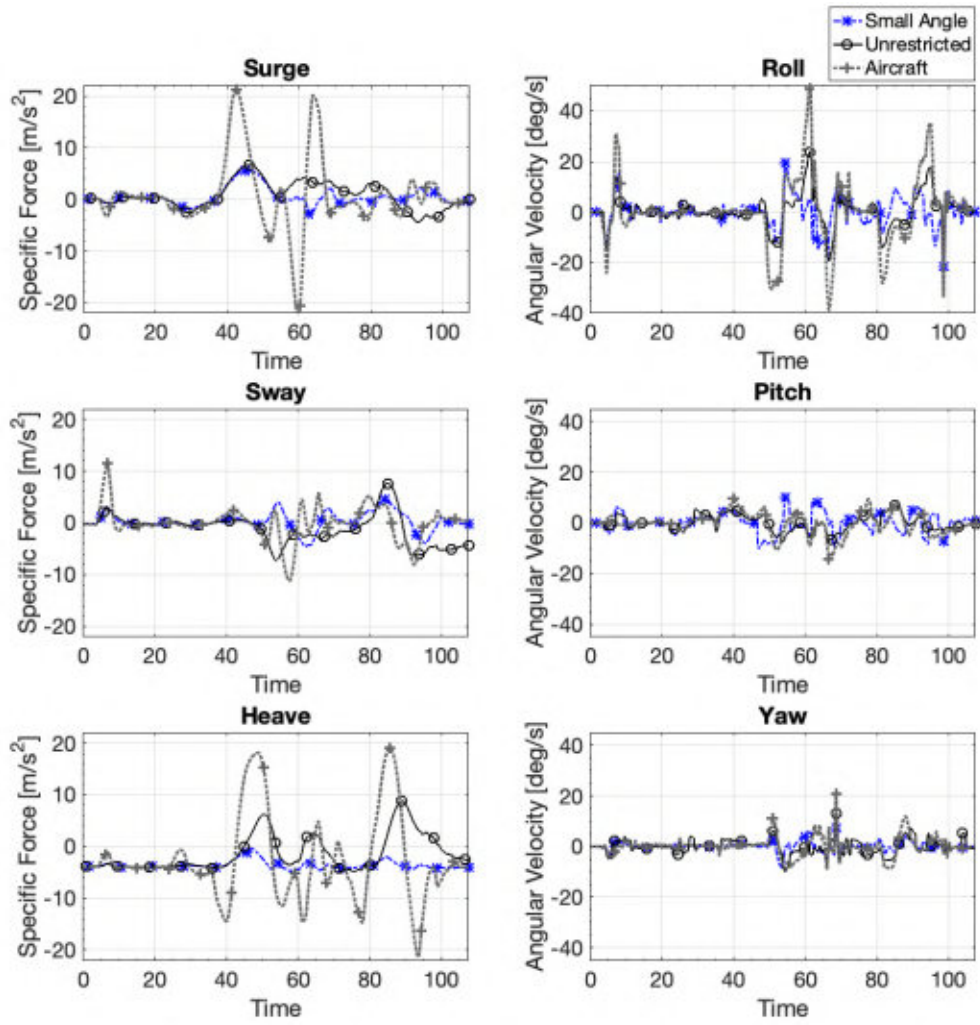 Small Angle
Unrestricted
Aircraft
Surge
Specific Force [m/s²]
20
10
0
-10
-20
0 20 40 60 80 100
Time
Roll
Angular Velocity [deg/s]
40
20
0
-20
-40
0 20 40 60 80 100
Time
Sway
Specific Force [m/s²]
20
10
0
-10
-20
0 20 40 60 80 100
Time
Pitch
Angular Velocity [deg/s]
40
20
0
-20
-40
0 20 40 60 80 100
Time
Heave
Specific Force [m/s²]
20
10
0
-10
-20
0 20 40 60 80 100
Time
Yaw
Angular Velocity [deg/s]
40
20
0
-20
-40
0 20 40 60 80 100
Time